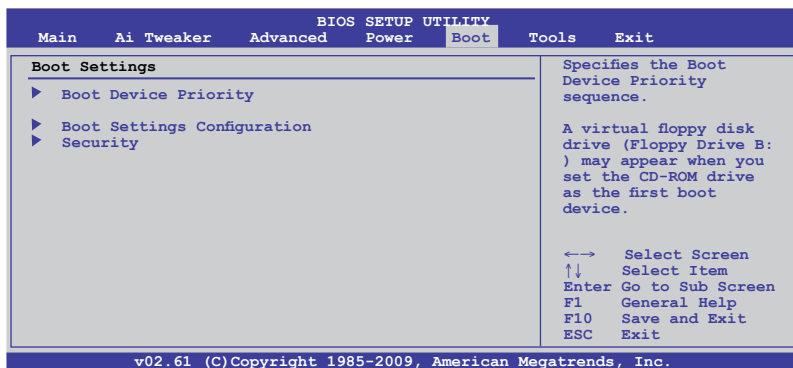 BIOS SETUP UTILITY
Main Ai Tweaker Advanced Power Boot Tools Exit
Boot Settings
Boot Device Priority
Boot Settings Configuration
Security
Specifies the Boot
Device Priority
sequence.
A virtual floppy disk
drive (Floppy Drive B:
) may appear when you
set the CD-ROM drive
as the first boot
device.
←→ Select Screen
↑↓ Select Item
Enter Go to Sub Screen
F1 General Help
F10 Save and Exit
ESC Exit
v02.61 (C)Copyright 1985-2009, American Megatrends, Inc.